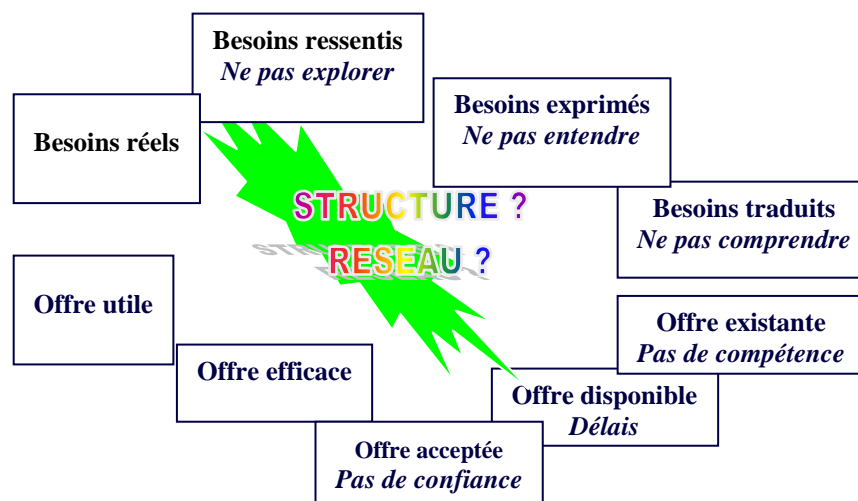 Besoins ressentis
Ne pas explorer
Besoins exprimés
Ne pas entendre
Besoins réels
STRUCTURE ?
RESEAU ?
Besoins traduits
Ne pas comprendre
Offre utile
Offre existante
Pas de compétence
Offre efficace
Offre disponible
Délais
Offre acceptée
Pas de confiance